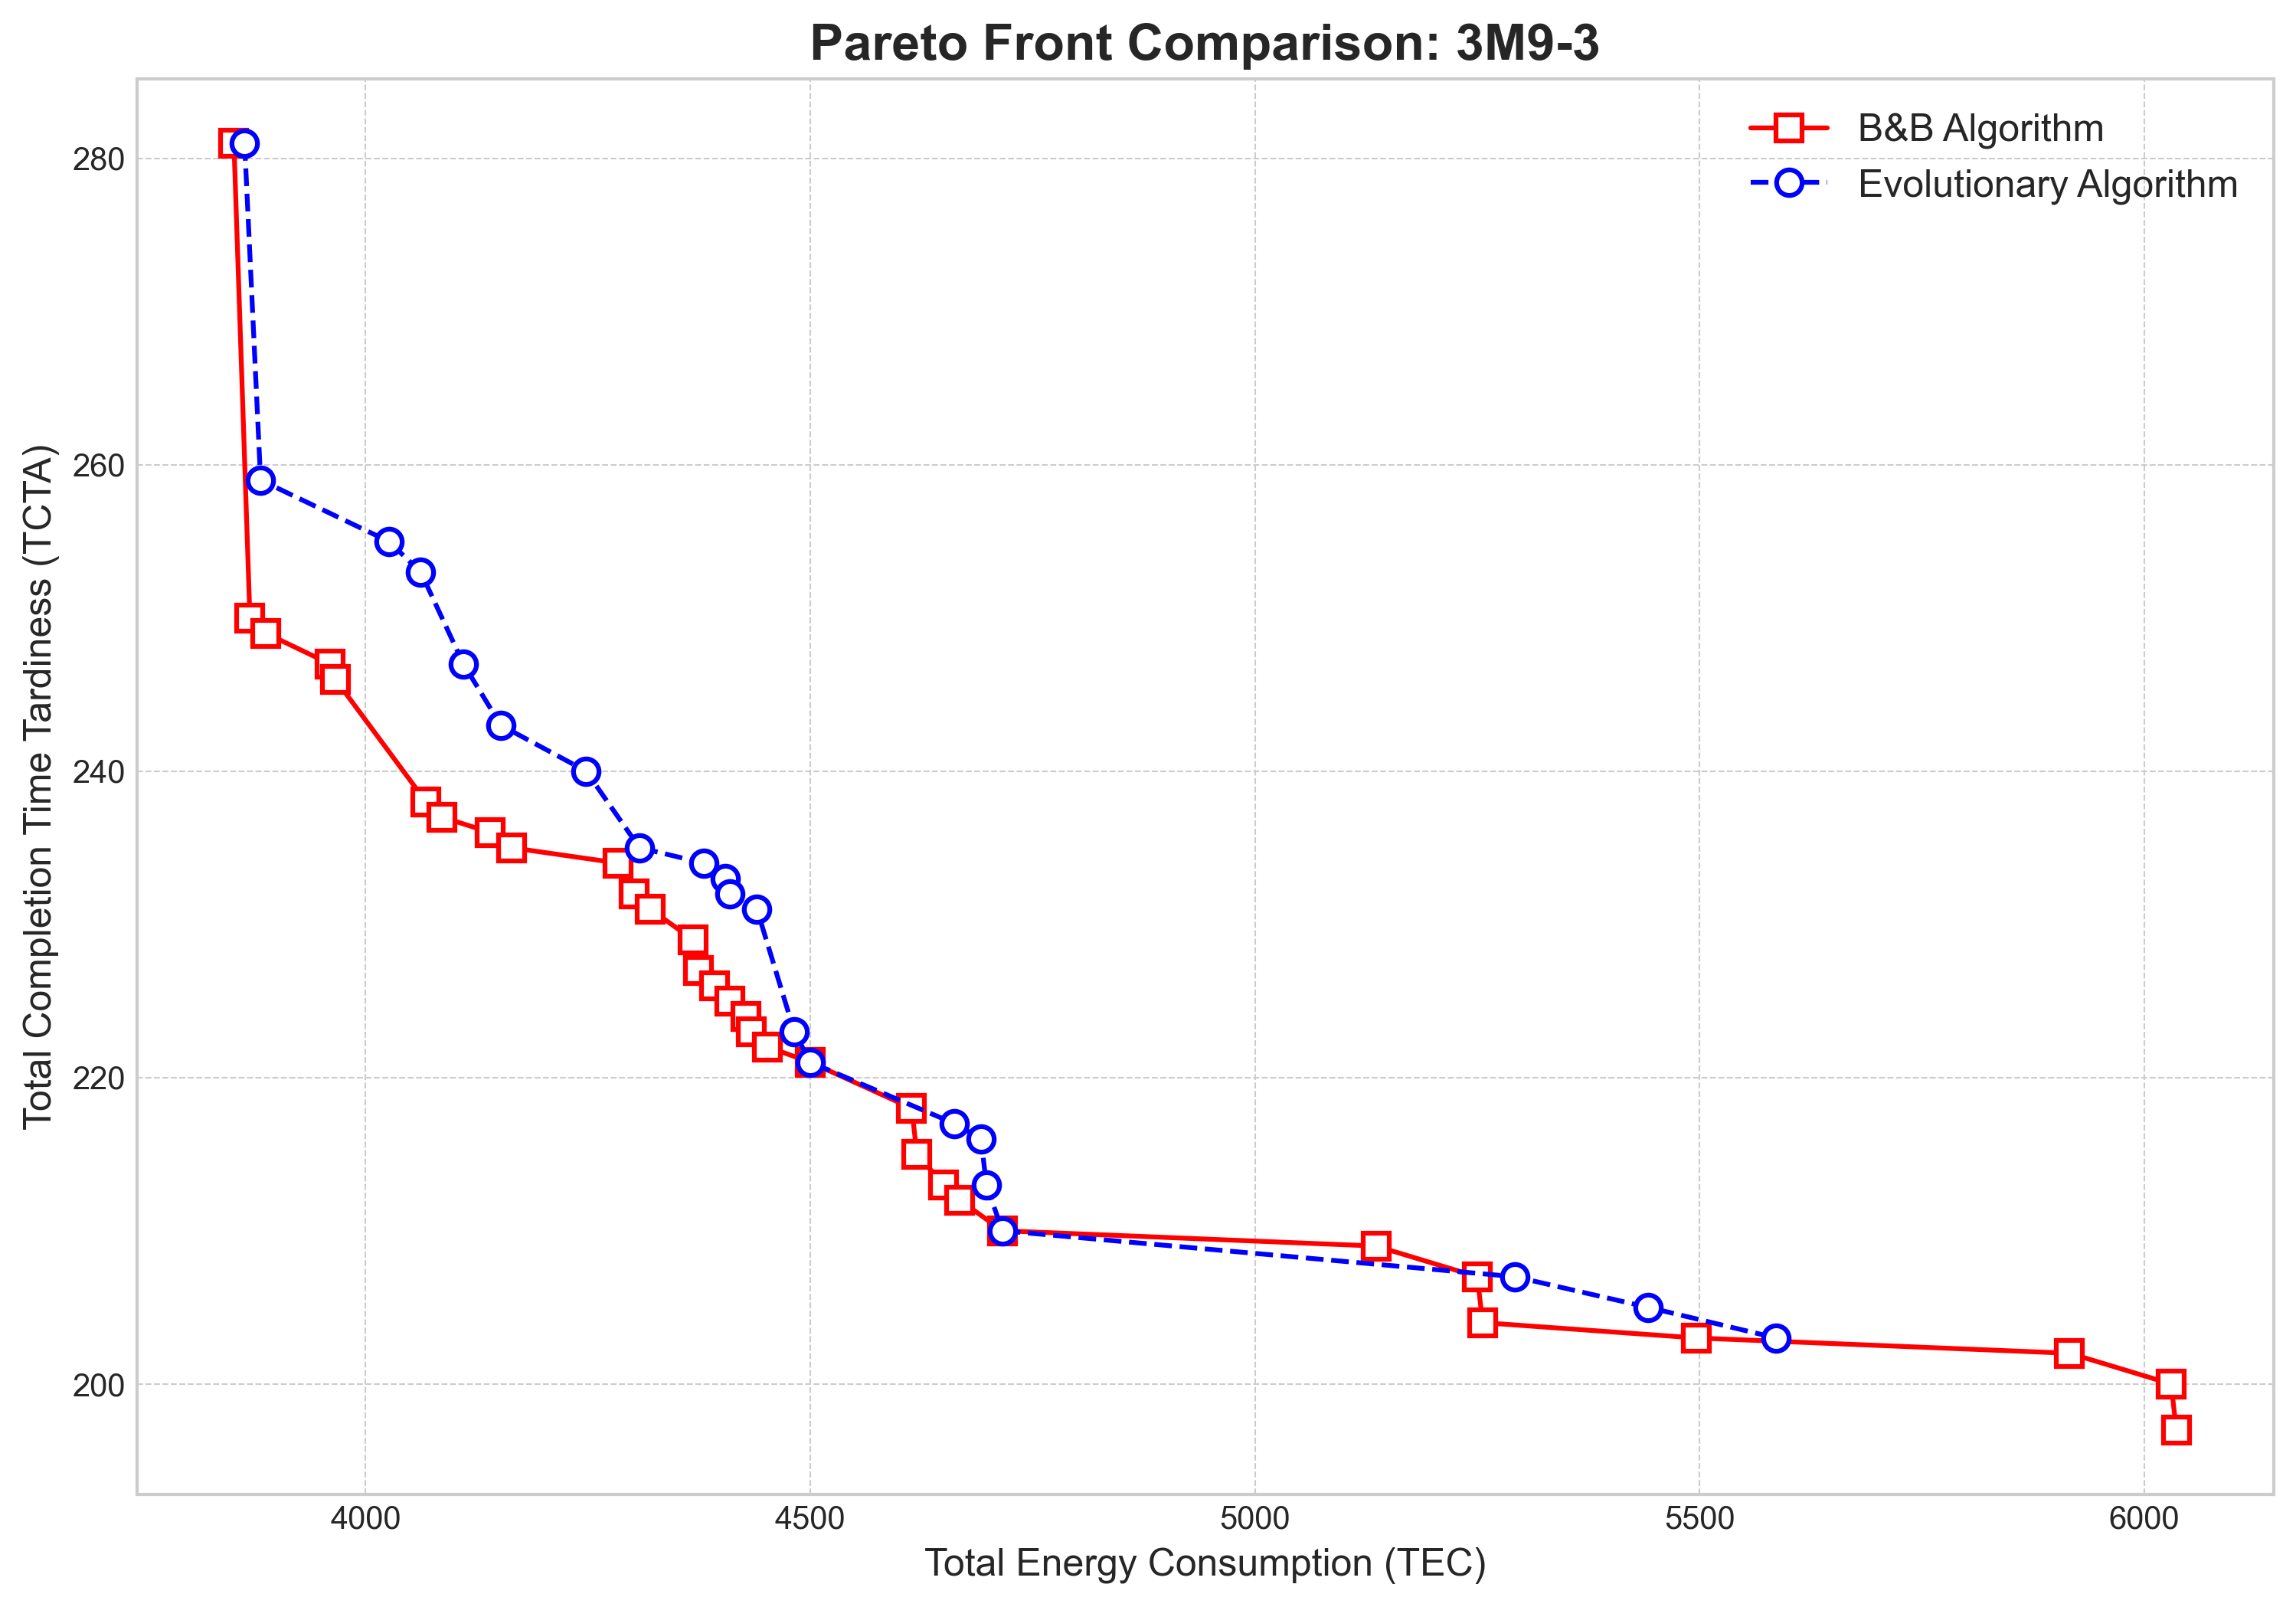 Pareto Front Comparison: 3M9-3
B&B Algorithm
Evolutionary Algorithm
Total Completion Time Tardiness (TCTA)
280
260
240
220
200
4000
4500
5000
5500
6000
Total Energy Consumption (TEC)